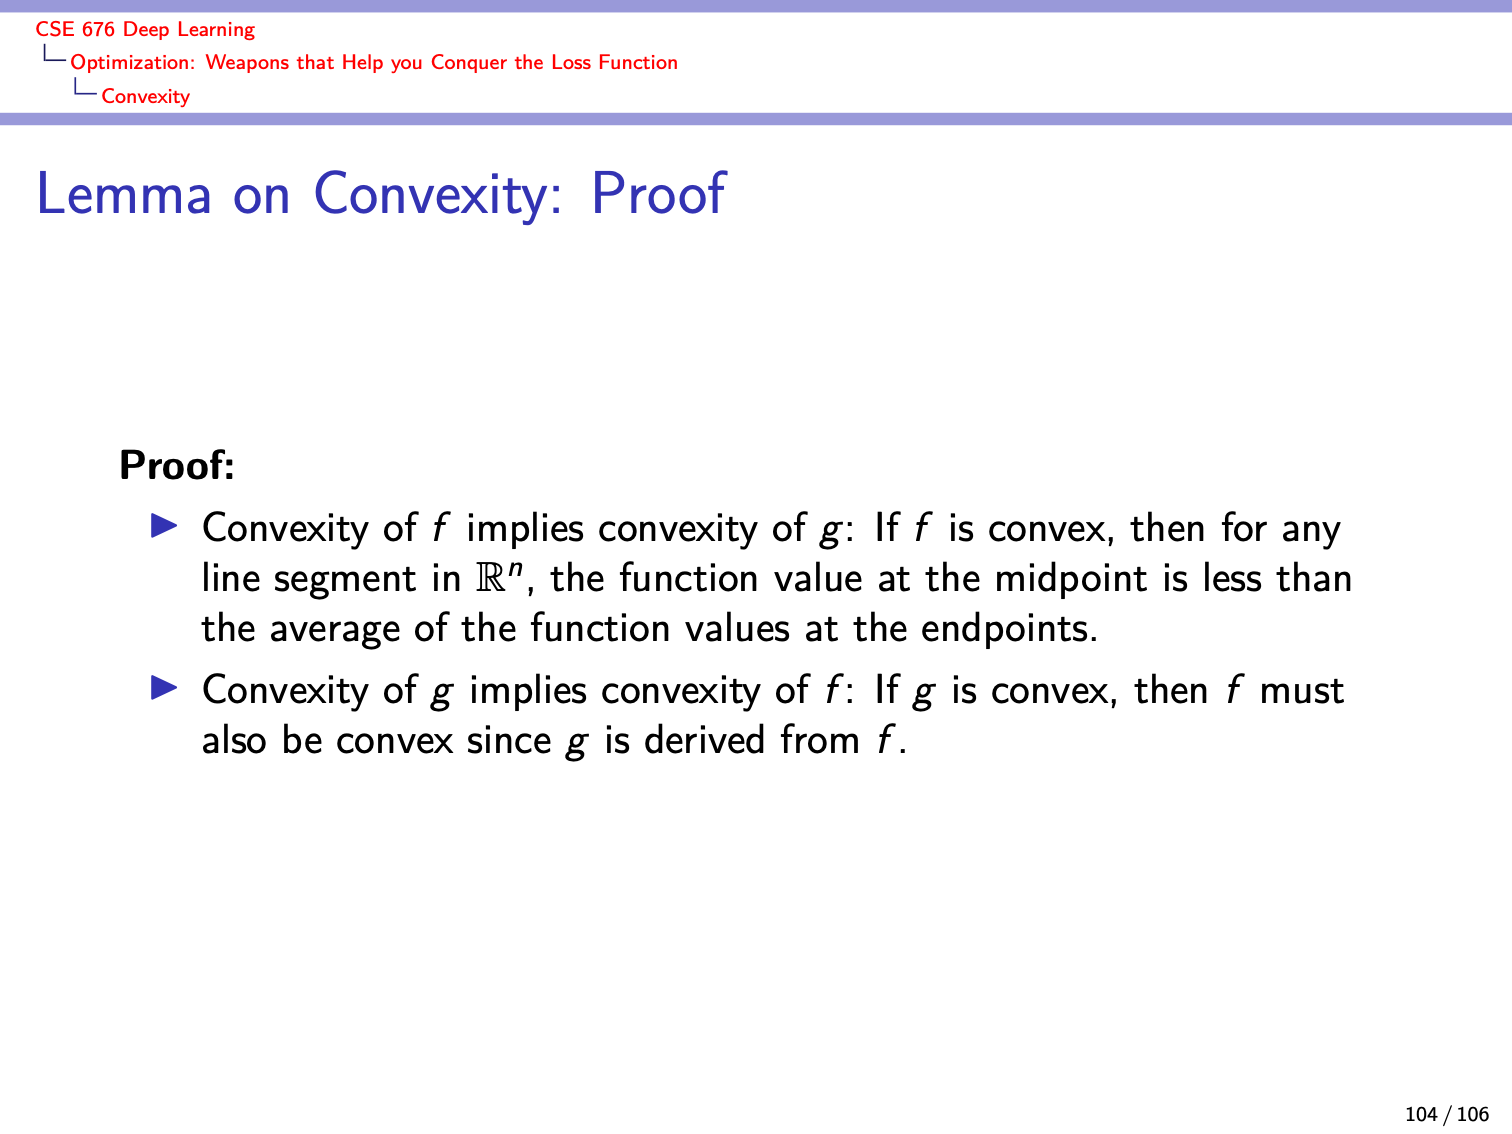 CSE 676 Deep Learning
Optimization: Weapons that Help you Conquer the Loss Function
Convexity
Lemma on Convexity: Proof
Proof:
▶ Convexity of f implies convexity of g: If f is convex, then for any
line segment in ℝⁿ, the function value at the midpoint is less than
the average of the function values at the endpoints.
▶ Convexity of g implies convexity of f: If g is convex, then f must
also be convex since g is derived from f.
104 / 106